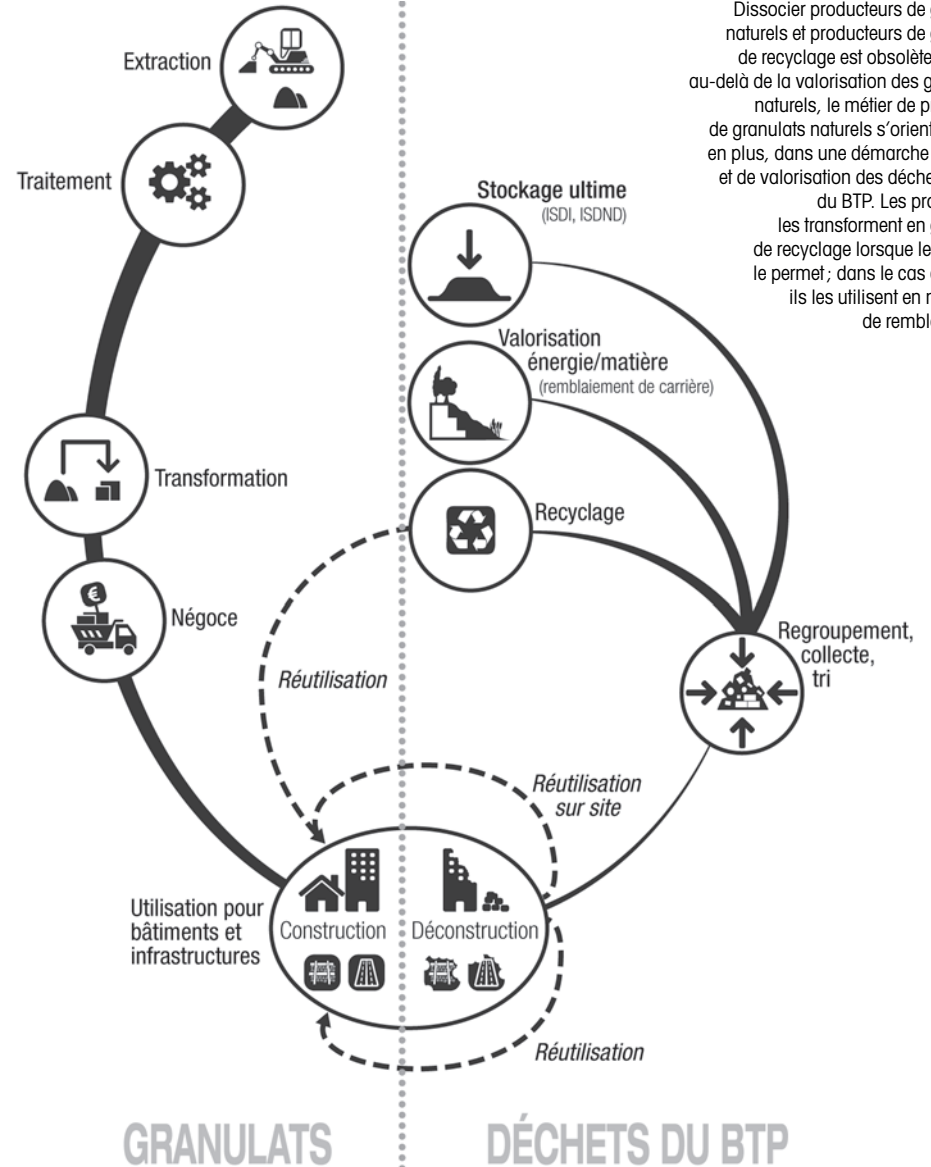 Dissocier producteurs de
naturels et producteurs de
de recyclage est obsolète
au-delà de la valorisation des
naturels, le métier de
de granulats naturels s’orient
en plus, dans une démarche
et de valorisation des déche
du BTP. Les
les transforment en
de recyclage lorsque le
le permet ; dans le cas
ils les utilisent en
de
Extraction
Traitement
Transformation
€
Négoce
Utilisation pour
bâtiments et
infrastructures
Stockage ultime
(ISDI, ISDND)
Valorisation
énergie/matière
(remblaiement de carrière)
Recyclage
Regroupement,
collecte,
tri
Réutilisation
Réutilisation
sur site
Construction
Déconstruction
Réutilisation
GRANULATS
DÉCHETS DU BTP